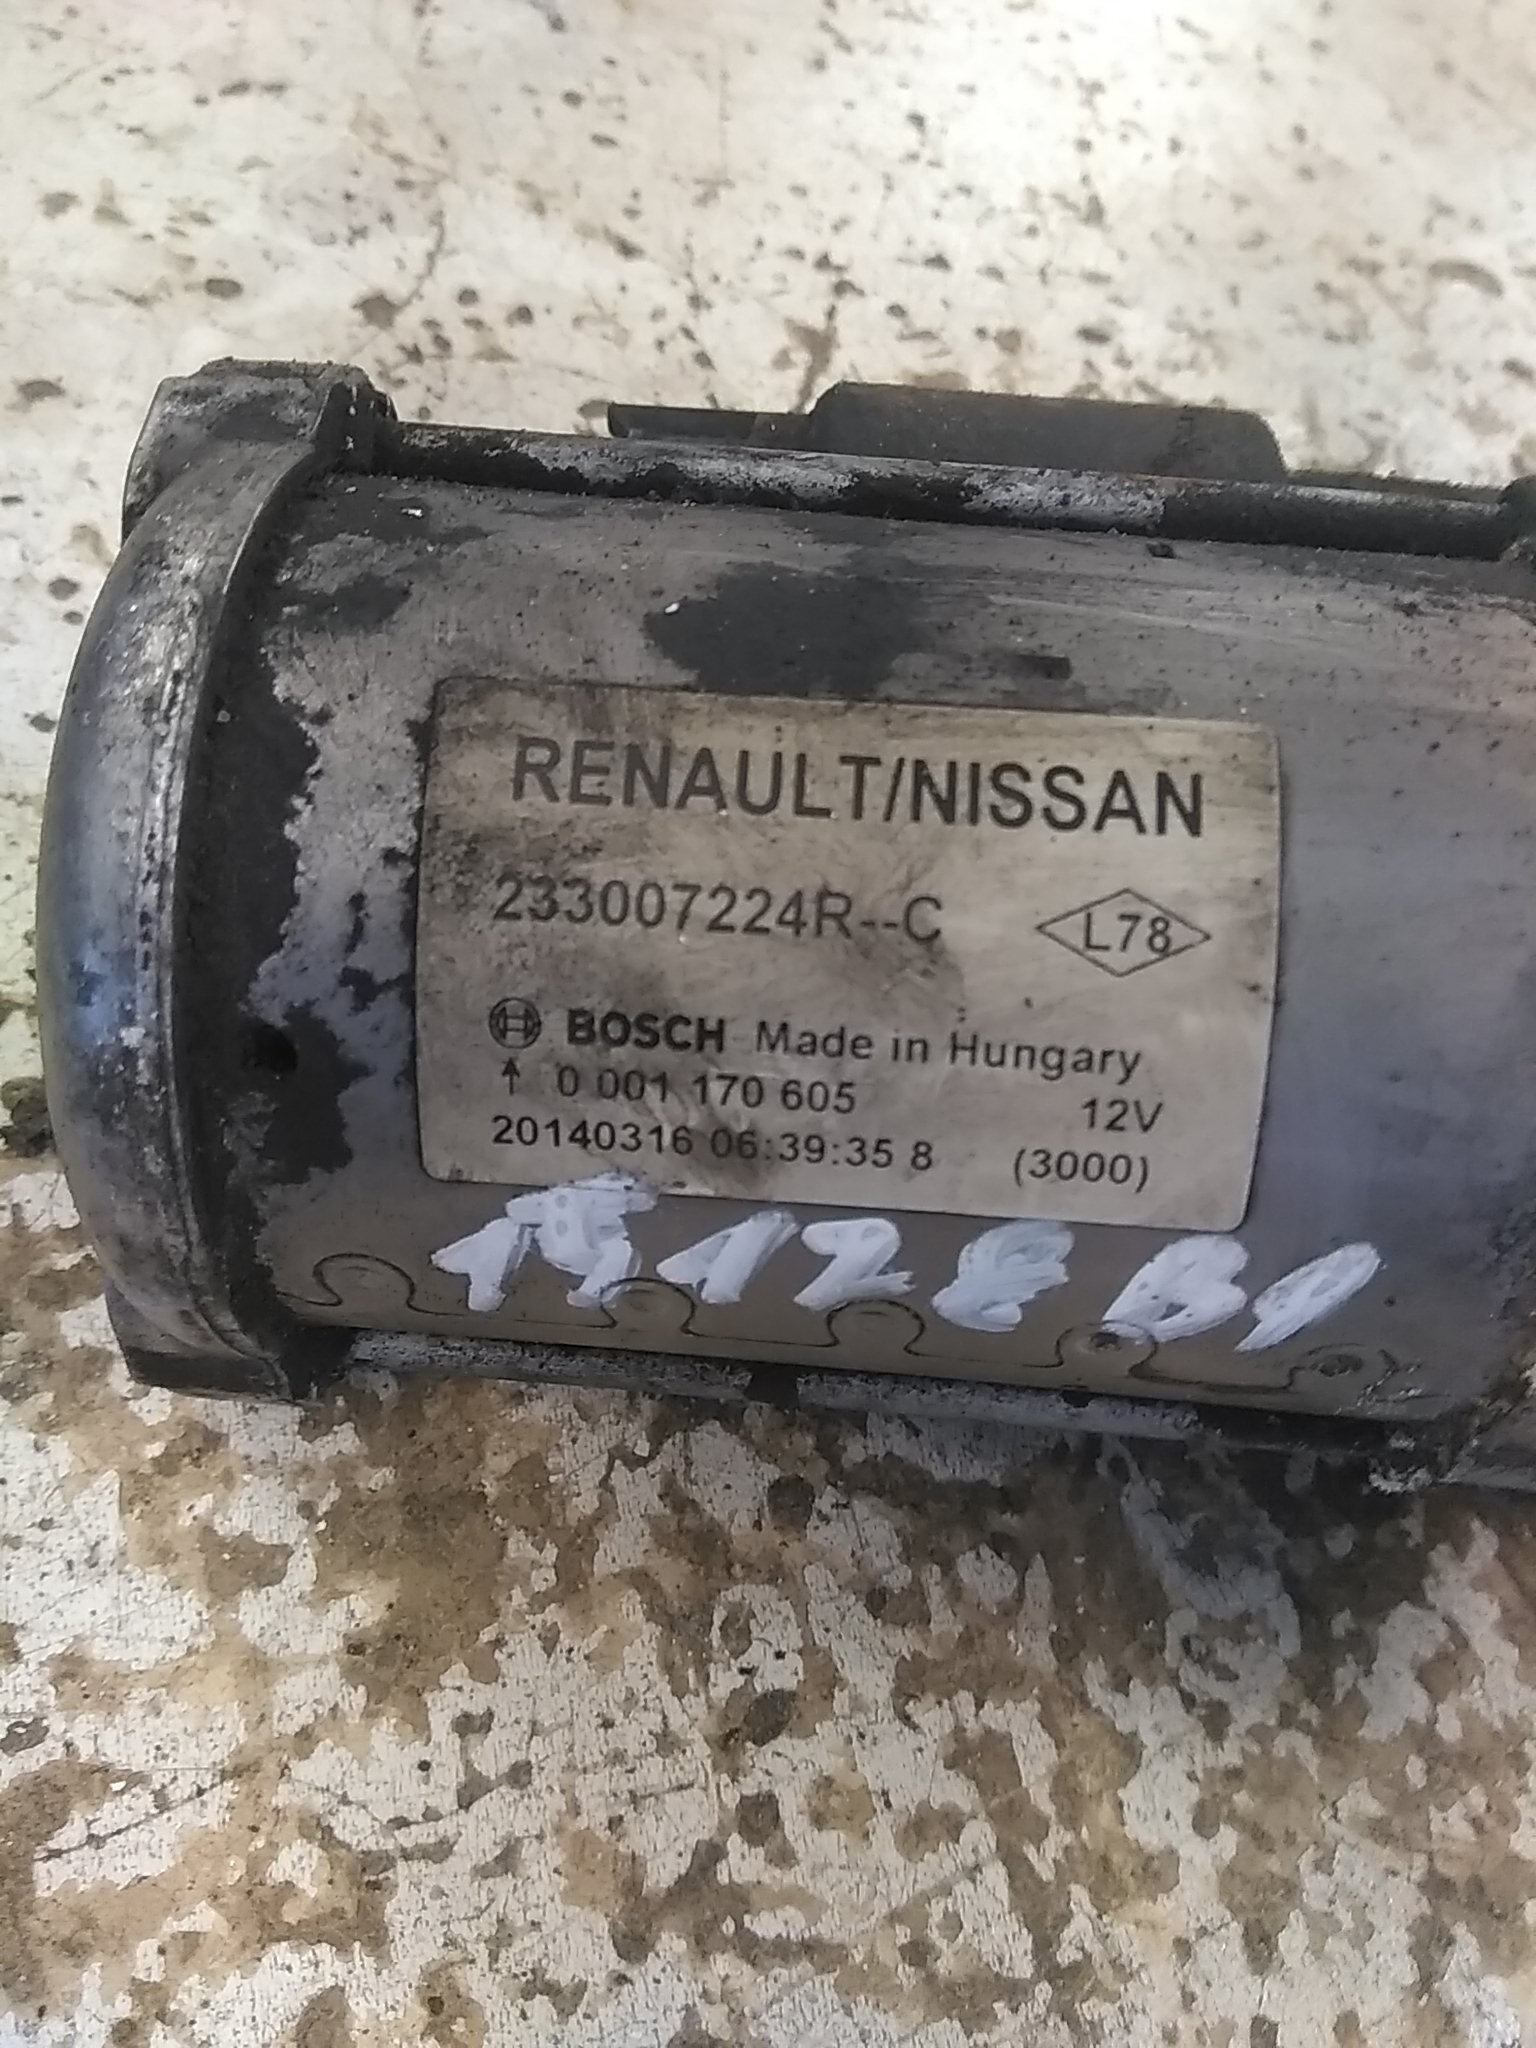 RENAULT/NISSAN
233007224R--C L78
BOSCH Made in Hungary
↑ 0 001 170 605 12V
20140316 06:39:35 8 (3000)